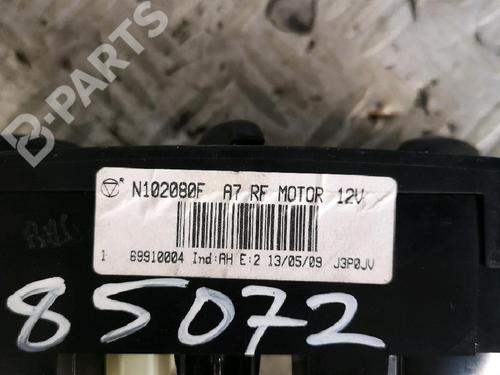 B-PARTS
R N102080F A7 RF MOTOR 12V
1 69910004 Ind:AH E:2 13/05/09 J3P0JV
85072